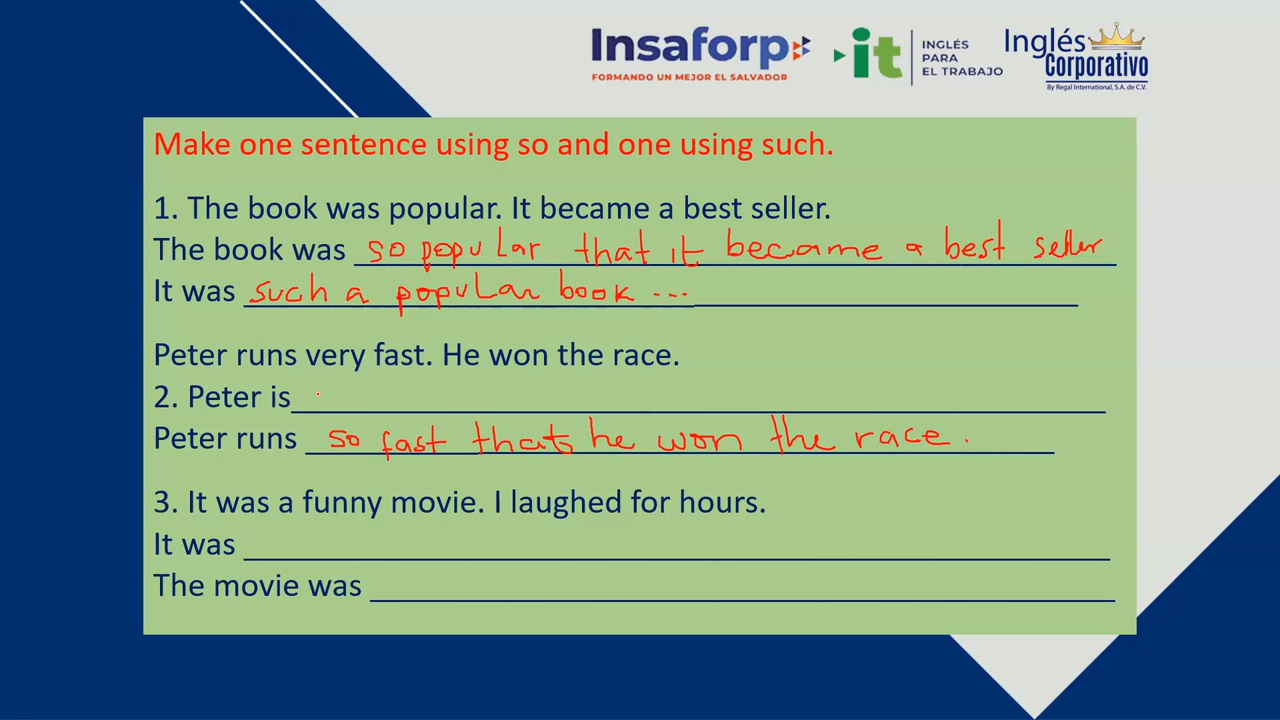 Insaforp
FORMANDO UN MEJOR EL SALVADOR
it
INGLÉS
PARA
EL TRABAJO
Inglés
Corporativo
By Regal International, S.A. de C.V.
Make one sentence using so and one using such.
1. The book was popular. It became a best seller.
The book was so popular that it became a best seller
It was such a popular book ...
Peter runs very fast. He won the race.
2. Peter is
Peter runs so fast thats he won the race.
3. It was a funny movie. I laughed for hours.
It was
The movie was